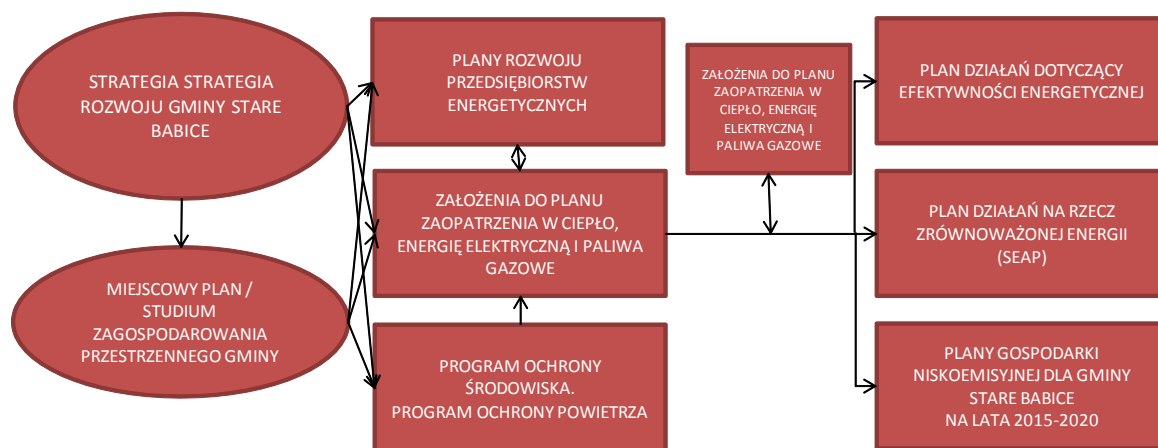 STRATEGIA STRATEGIA
ROZWOJU GMINY STARE
BABICE
MIEJSCOWY PLAN /
STUDIUM
ZAGOSPODAROWANIA
PRZESTRZENNEGO GMINY
PLANY ROZWOJU
PRZEDSIĘBIORSTW
ENERGETYCZNYCH
ZAŁOŻENIA DO PLANU
ZAOPATRZENIA W CIEPŁO,
ENERGIĘ ELEKTRYCZNĄ I PALIWA
GAZOWE
PROGRAM OCHRONY
ŚRODOWISKA.
PROGRAM OCHRONY POWIETRZA
ZAŁOŻENIA DO PLANU
ZAOPATRZENIA W
CIEPŁO, ENERGIĘ
ELEKTRYCZNĄ I
PALIWA GAZOWE
PLAN DZIAŁAŃ DOTYCZĄCY
EFEKTYWNOŚCI ENERGETYCZNEJ
PLAN DZIAŁAŃ NA RZECZ
ZRÓWNOWAŻONEJ ENERGII
(SEAP)
PLANY GOSPODARKI
NISKOEMISYJNEJ DLA GMINY
STARE BABICE
NA LATA 2015-2020